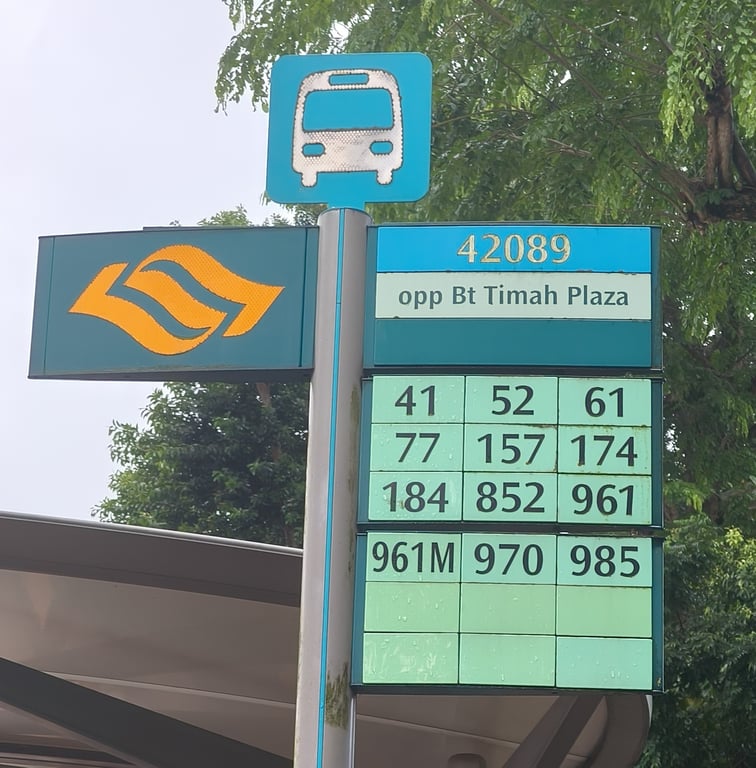 42089
opp Bt Timah Plaza
41 52 61
77 157 174
184 852 961
961M 970 985